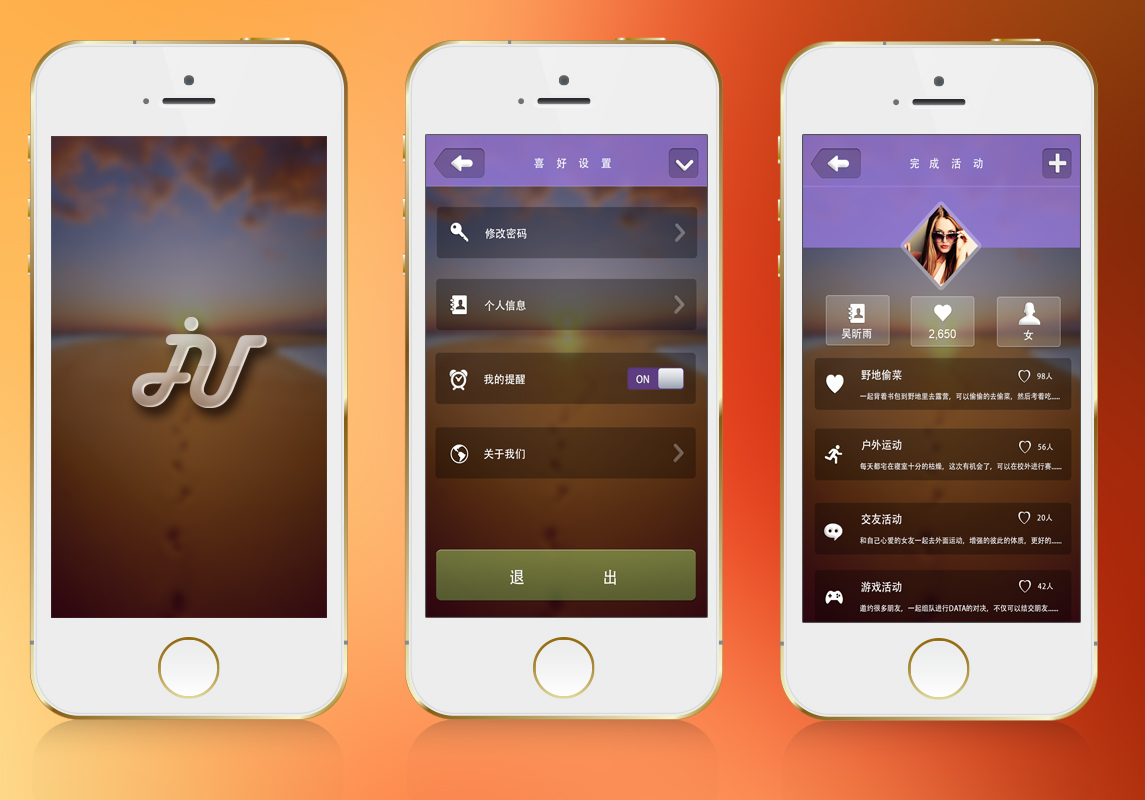 喜好设置
修改密码
个人信息
我的提醒
ON
关于我们
退出
完成活动
吴昕雨
2,650
女
野地偷菜
98人
一起背着书包到野地里去露营，可以偷偷的去偷菜，然后考着吃......
户外运动
56人
每天都宅在寝室十分的枯燥，这次有机会了，可以在校外进行赛......
交友活动
20人
和自己心爱的女友一起去外面运动，增强的彼此的体质，更好的......
游戏活动
42人
邀约很多朋友，一起组队进行DATA的对决，不仅可以结交朋友......